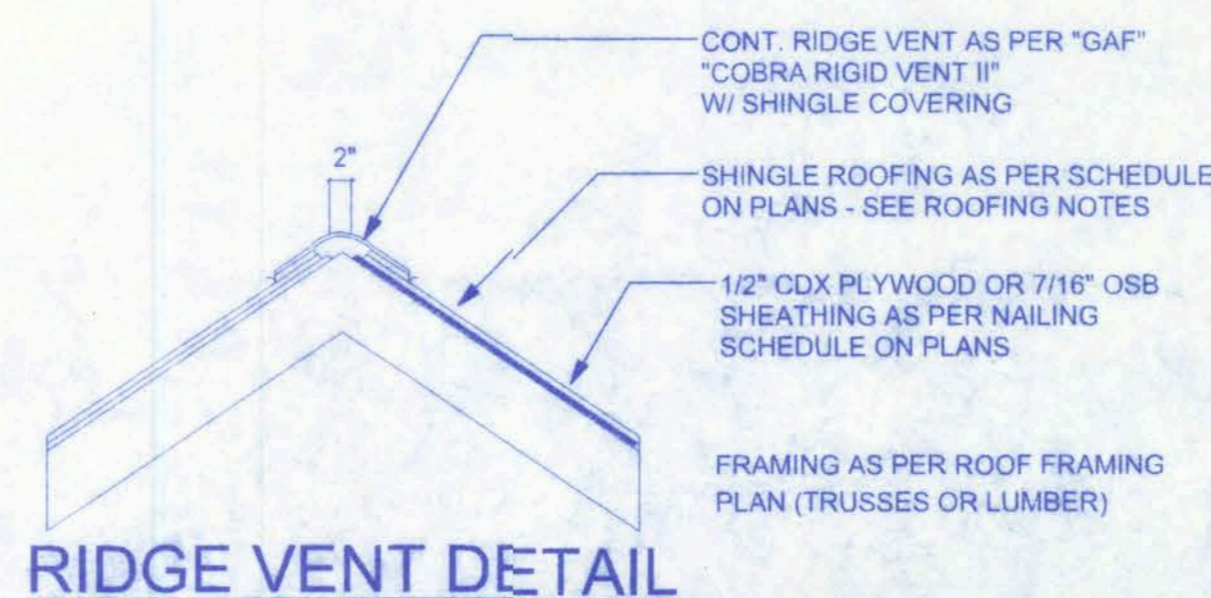 CONT. RIDGE VENT AS PER "GAF"
"COBRA RIGID VENT II"
W/ SHINGLE COVERING
2"
SHINGLE ROOFING AS PER SCHEDULE
ON PLANS - SEE ROOFING NOTES
1/2" CDX PLYWOOD OR 7/16" OSB
SHEATHING AS PER NAILING
SCHEDULE ON PLANS
FRAMING AS PER ROOF FRAMING
PLAN (TRUSSES OR LUMBER)
RIDGE VENT DETAIL